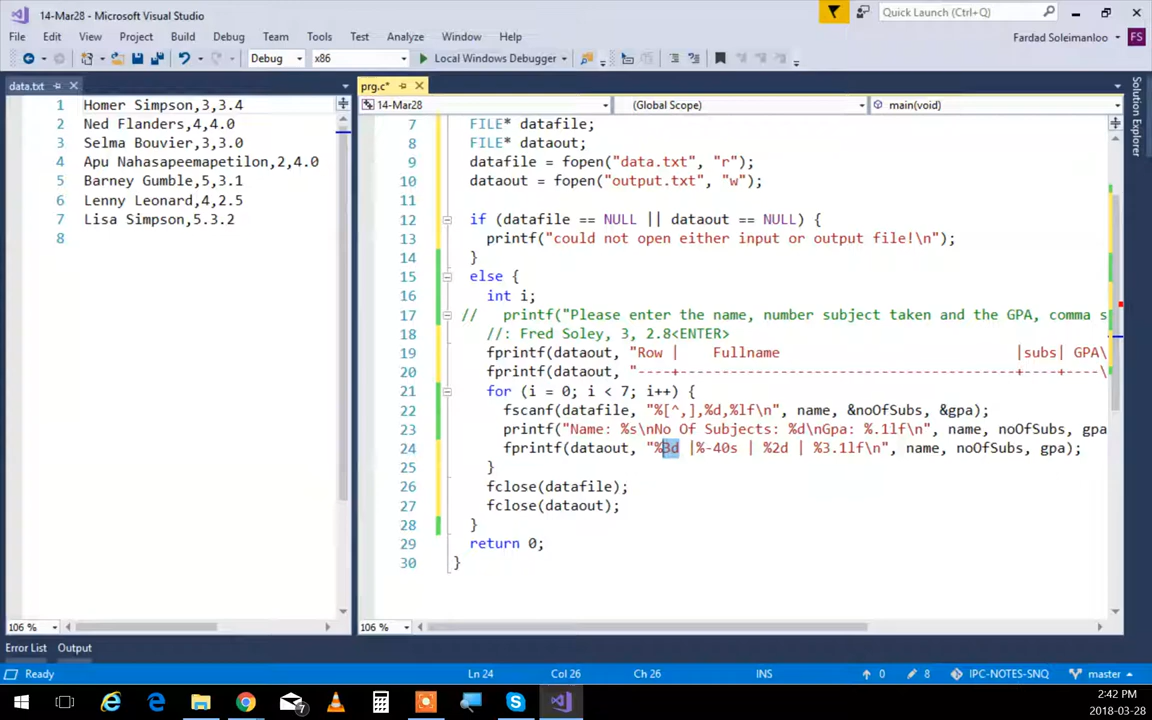 14-Mar28 - Microsoft Visual Studio
Quick Launch (Ctrl+Q)
File Edit View Project Build Debug Team Tools Test Analyze Window Help
Fardad Soleimanloo FS
Debug x86 Local Windows Debugger
data.txt
prg.c*
14-Mar28 (Global Scope) main(void)
1 Homer Simpson,3,3.4
2 Ned Flanders,4,4.0
3 Selma Bouvier,3,3.0
4 Apu Nahasapeemapetilon,2,4.0
5 Barney Gumble,5,3.1
6 Lenny Leonard,4,2.5
7 Lisa Simpson,5.3.2
8
7 FILE* datafile;
8 FILE* dataout;
9 datafile = fopen("data.txt", "r");
10 dataout = fopen("output.txt", "w");
11
12 if (datafile == NULL || dataout == NULL) {
13 printf("could not open either input or output file!\n");
14 }
15 else {
16 int i;
17 // printf("Please enter the name, number subject taken and the GPA, comma s
18 //: Fred Soley, 3, 2.8<ENTER>
19 fprintf(dataout, "Row | Fullname |subs| GPA\
20 fprintf(dataout, "----+----------------------------------------+----+----\
21 for (i = 0; i < 7; i++) {
22 fscanf(datafile, "%[^,],%d,%lf\n", name, &noOfSubs, &gpa);
23 printf("Name: %s\nNo Of Subjects: %d\nGpa: %.1lf\n", name, noOfSubs, gpa
24 fprintf(dataout, "%3d |%-40s | %2d | %3.1lf\n", name, noOfSubs, gpa);
25 }
26 fclose(datafile);
27 fclose(dataout);
28 }
29 return 0;
30 }
106 %
106 %
Error List Output
Ready Ln 24 Col 26 Ch 26 INS 0 8 IPC-NOTES-SNQ master
Solution Explorer
7
2:42 PM
2018-03-28